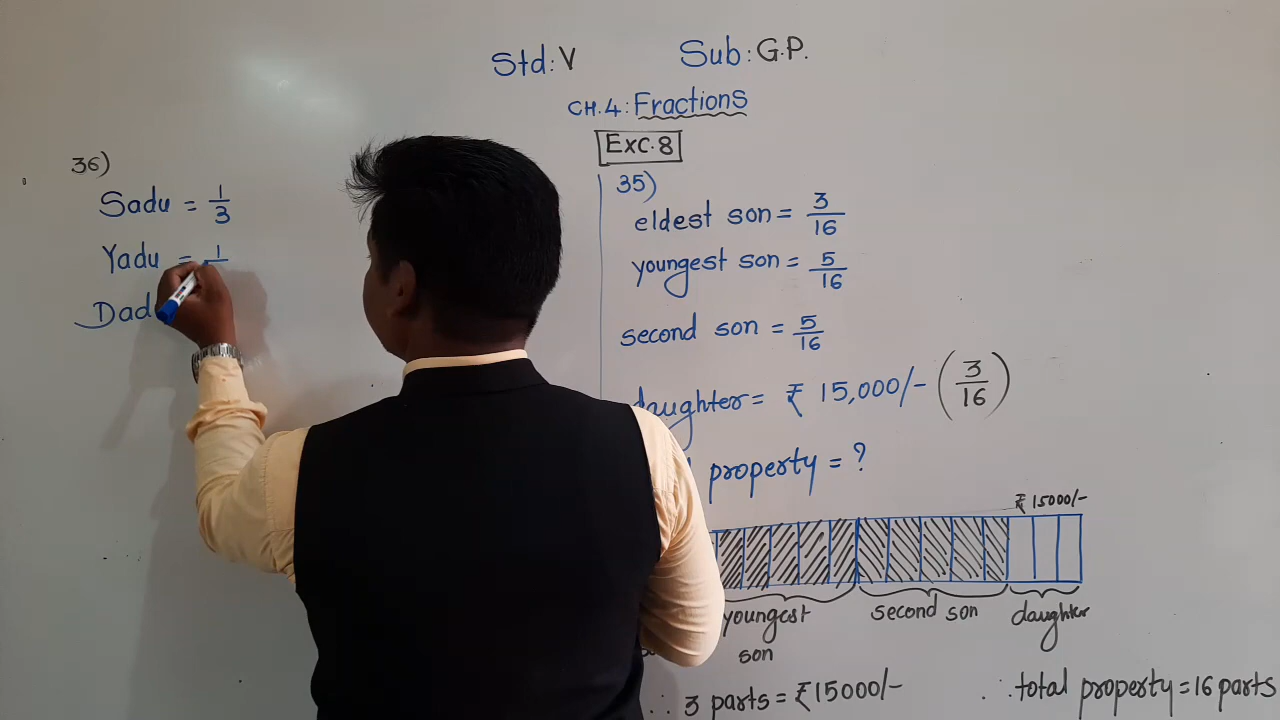 Std: V Sub: G.P.
CH.4: Fractions
Exc. 8
36)
Sadu = 1/3
Yadu = 1/
Dad
35)
eldest son = 3/16
youngest son = 5/16
second son = 5/16
daughter = ₹ 15,000/- (3/16)
property = ?
₹ 15000/-
youngest son
second son
daughter
∴ 3 parts = ₹15000/-
∴ total property = 16 parts